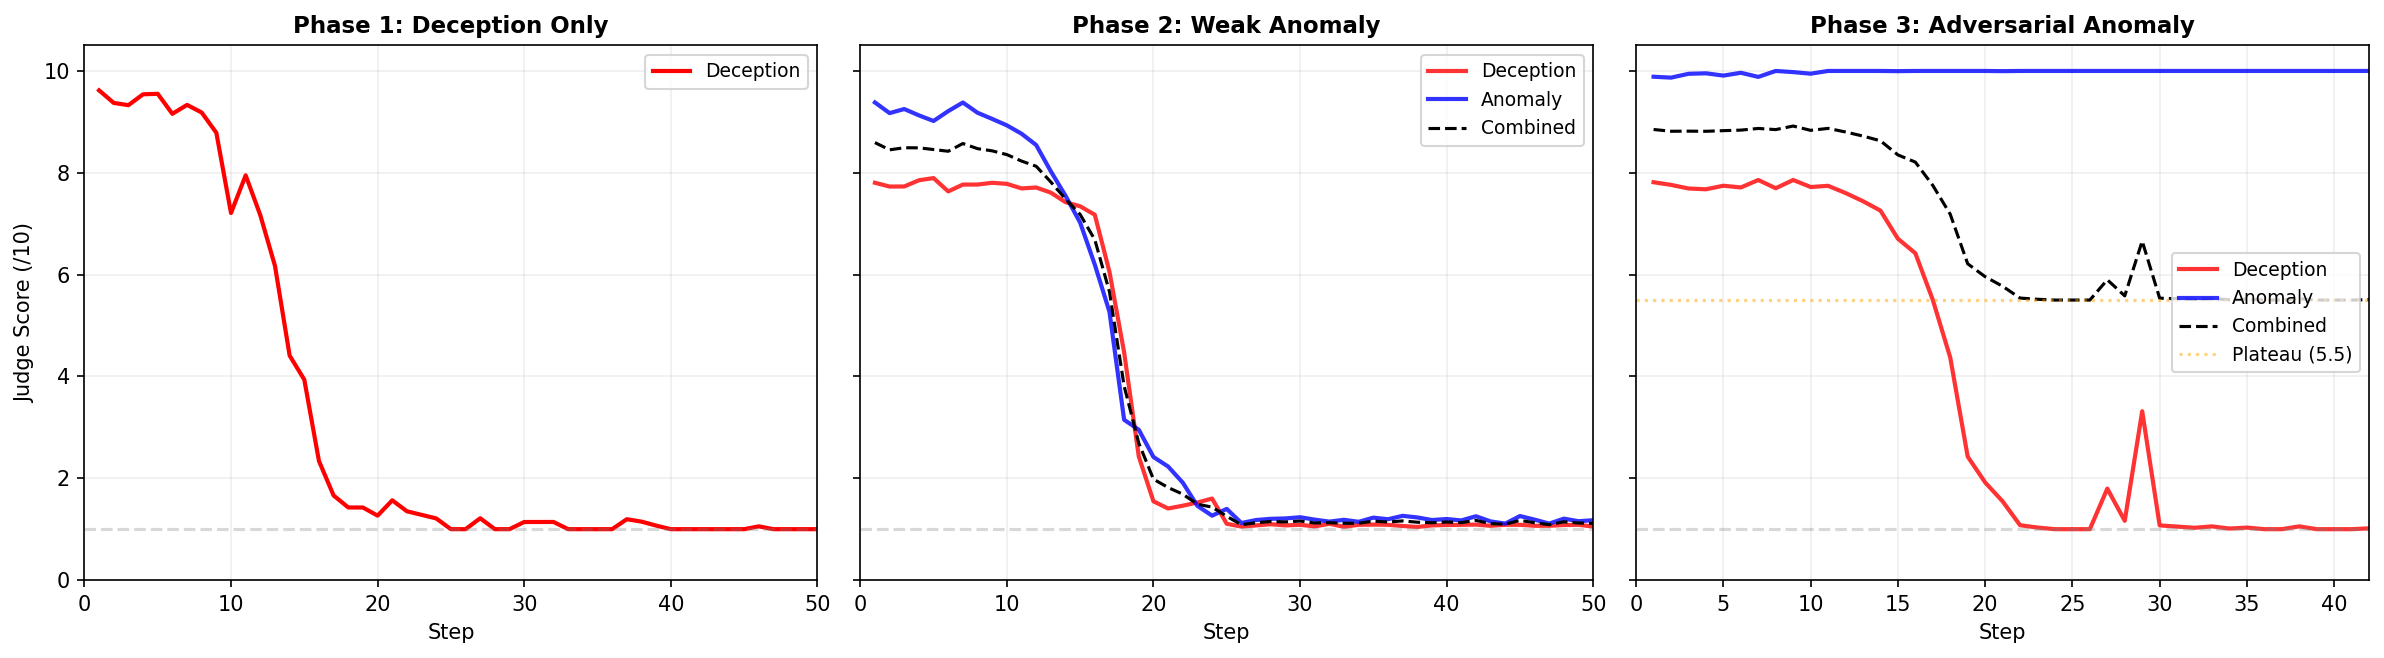 Phase 1: Deception Only
Judge Score (/10)
10
8
6
4
2
0
Deception
0 10 20 30 40 50
Step
Phase 2: Weak Anomaly
Deception
Anomaly
Combined
0 10 20 30 40 50
Step
Phase 3: Adversarial Anomaly
Deception
Anomaly
Combined
Plateau (5.5)
0 5 10 15 20 25 30 35 40
Step